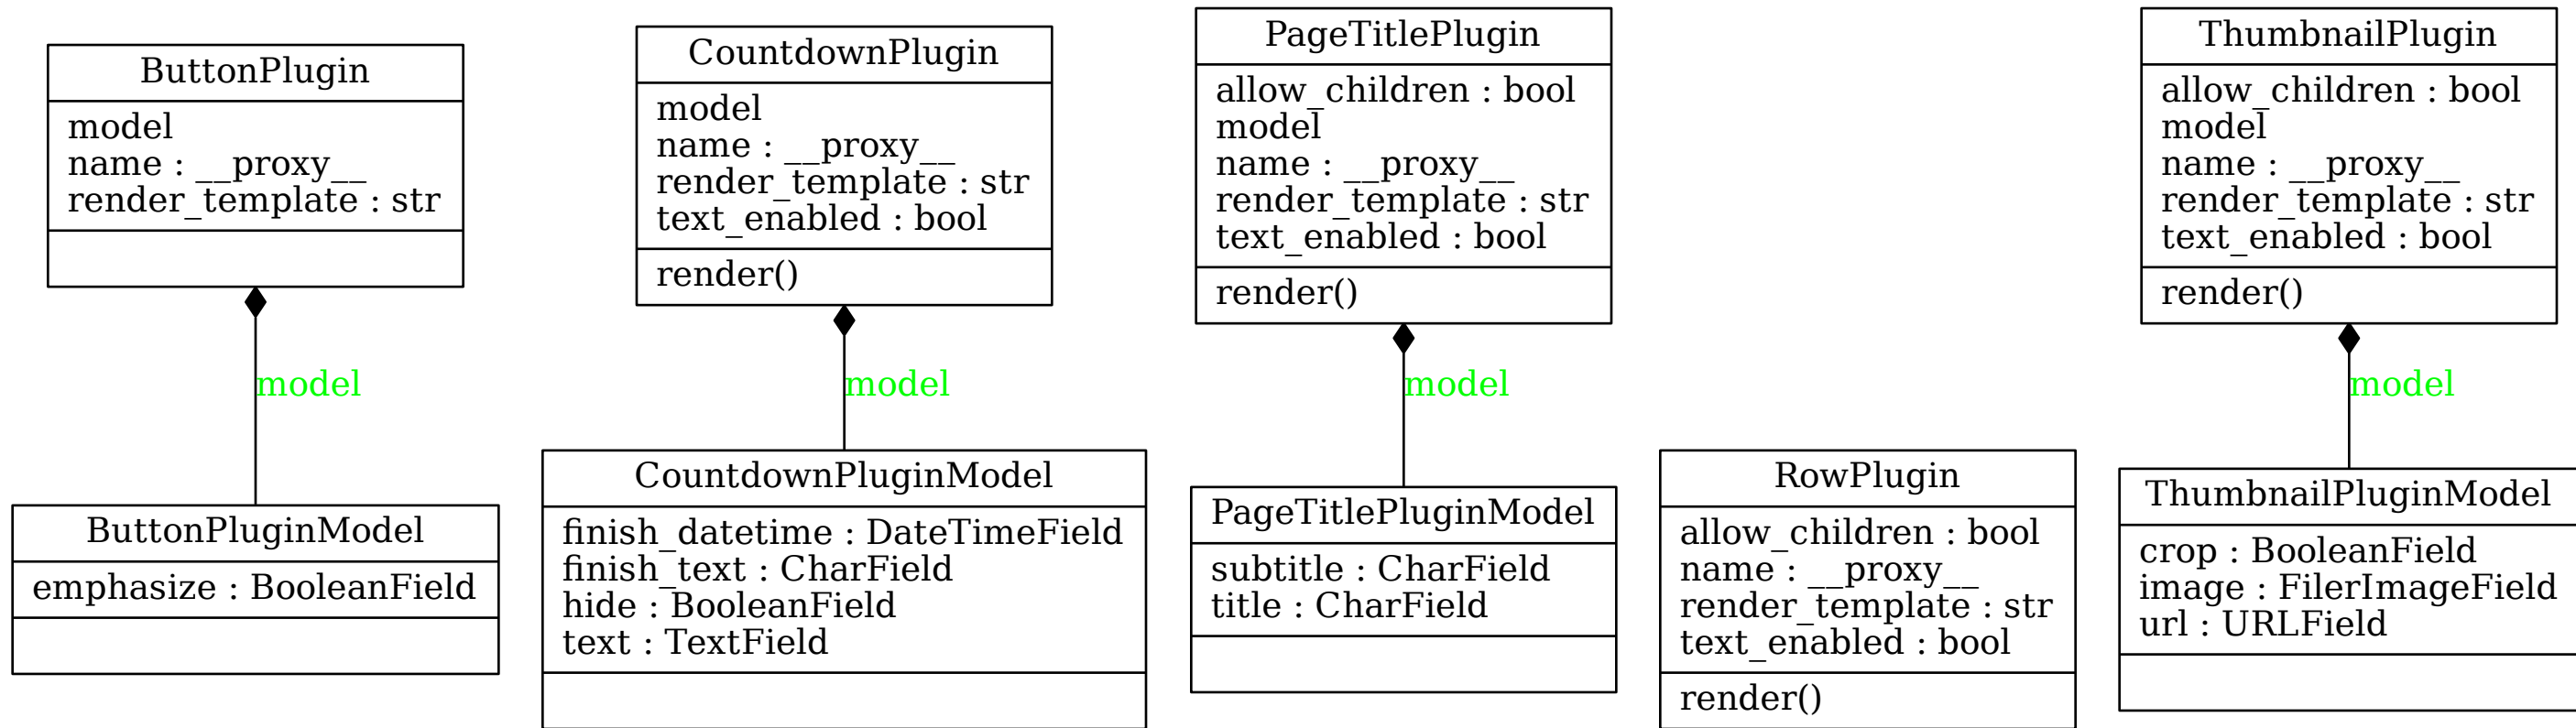 ButtonPlugin
model
name : __proxy__
render_template : str
model
ButtonPluginModel
emphasize : BooleanField
CountdownPlugin
model
name : __proxy__
render_template : str
text_enabled : bool
render()
model
CountdownPluginModel
finish_datetime : DateTimeField
finish_text : CharField
hide : BooleanField
text : TextField
PageTitlePlugin
allow_children : bool
model
name : __proxy__
render_template : str
text_enabled : bool
render()
model
PageTitlePluginModel
subtitle : CharField
title : CharField
RowPlugin
allow_children : bool
name : __proxy__
render_template : str
text_enabled : bool
render()
ThumbnailPlugin
allow_children : bool
model
name : __proxy__
render_template : str
text_enabled : bool
render()
model
ThumbnailPluginModel
crop : BooleanField
image : FilerImageField
url : URLField